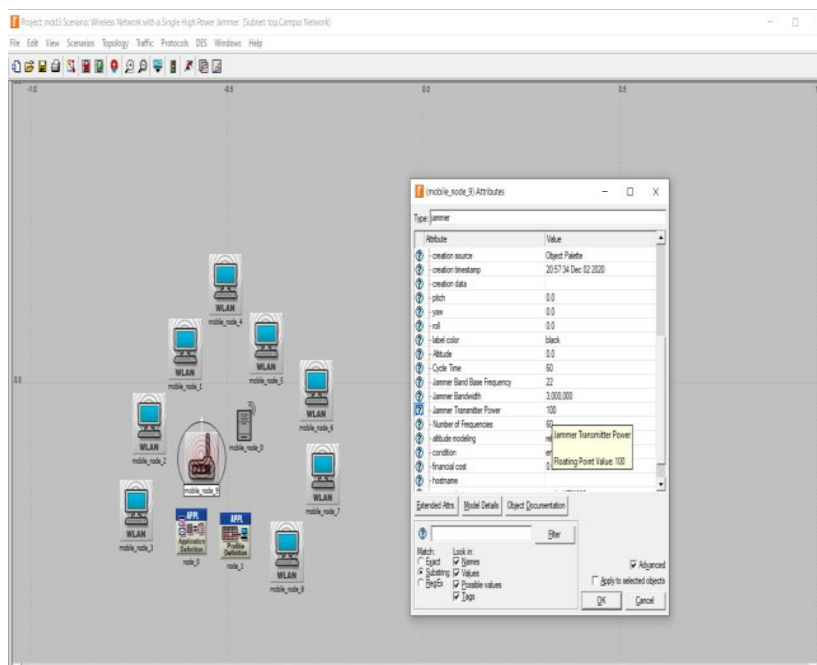 Project: mdd3 Scenario: Wireless Network with a Single High Power Jammer [Subnet: top.Campus Network]
File Edit View Scenarios Topology Traffic Protocols DES Windows Help
-1.0 -0.5 0.0 0.5
(mobile_node_9) Attributes
Type: jammer
Attribute Value
creation source Object Palette
creation timestamp 20:57:34 Dec 02 2020
creation data
pitch 0.0
yaw 0.0
roll 0.0
label color black
Altitude 0.0
Cycle Time 60
Jammer Band Base Frequency 22
Jammer Bandwidth 3,000,000
Jammer Transmitter Power 100
Number of Frequencies 60
altitude modeling
condition
financial cost
hostname
Jammer Transmitter Power
Floating Point Value: 100
Extended Attrs. Model Details Object Documentation
Filter
Match: Look in:
Exact Names
Substring Values
RegEx Possible values
Tags
Advanced
Apply to selected objects
OK Cancel
WLAN
mobile_node_4
WLAN
mobile_node_1
WLAN
mobile_node_5
0.0
WLAN
mobile_node_6
WLAN
mobile_node_2
mobile_node_0
mobile_node_9
WLAN
mobile_node_7
WLAN
mobile_node_3
APPL
Application
Definition
node_0
APPL
Profile
Definition
node_1
WLAN
mobile_node_8